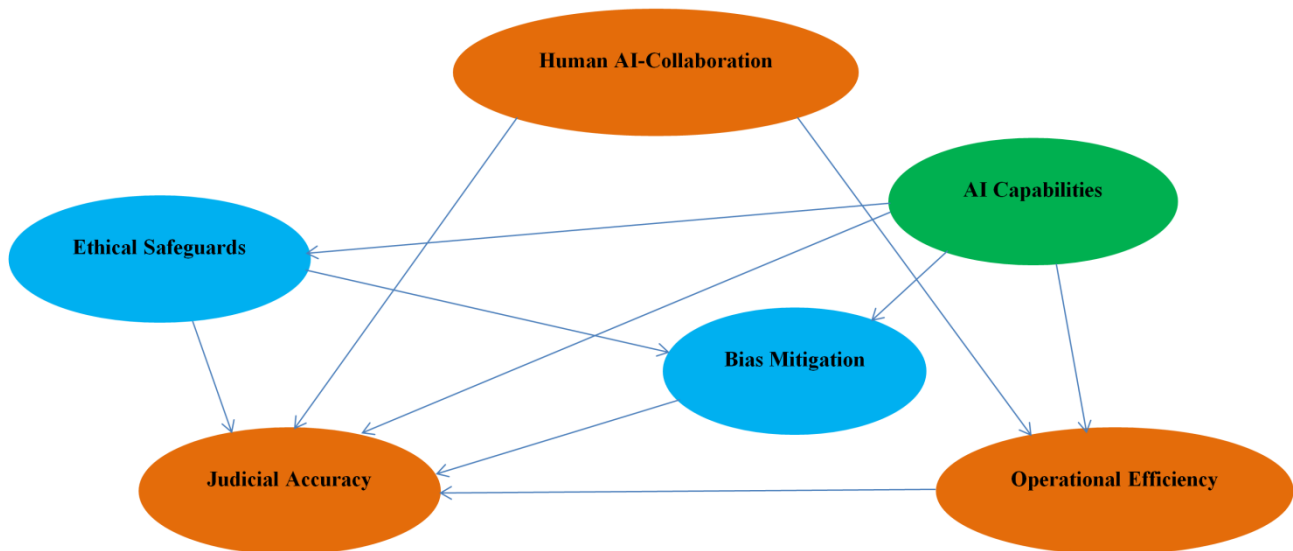 Human AI-Collaboration
AI Capabilities
Ethical Safeguards
Bias Mitigation
Judicial Accuracy
Operational Efficiency